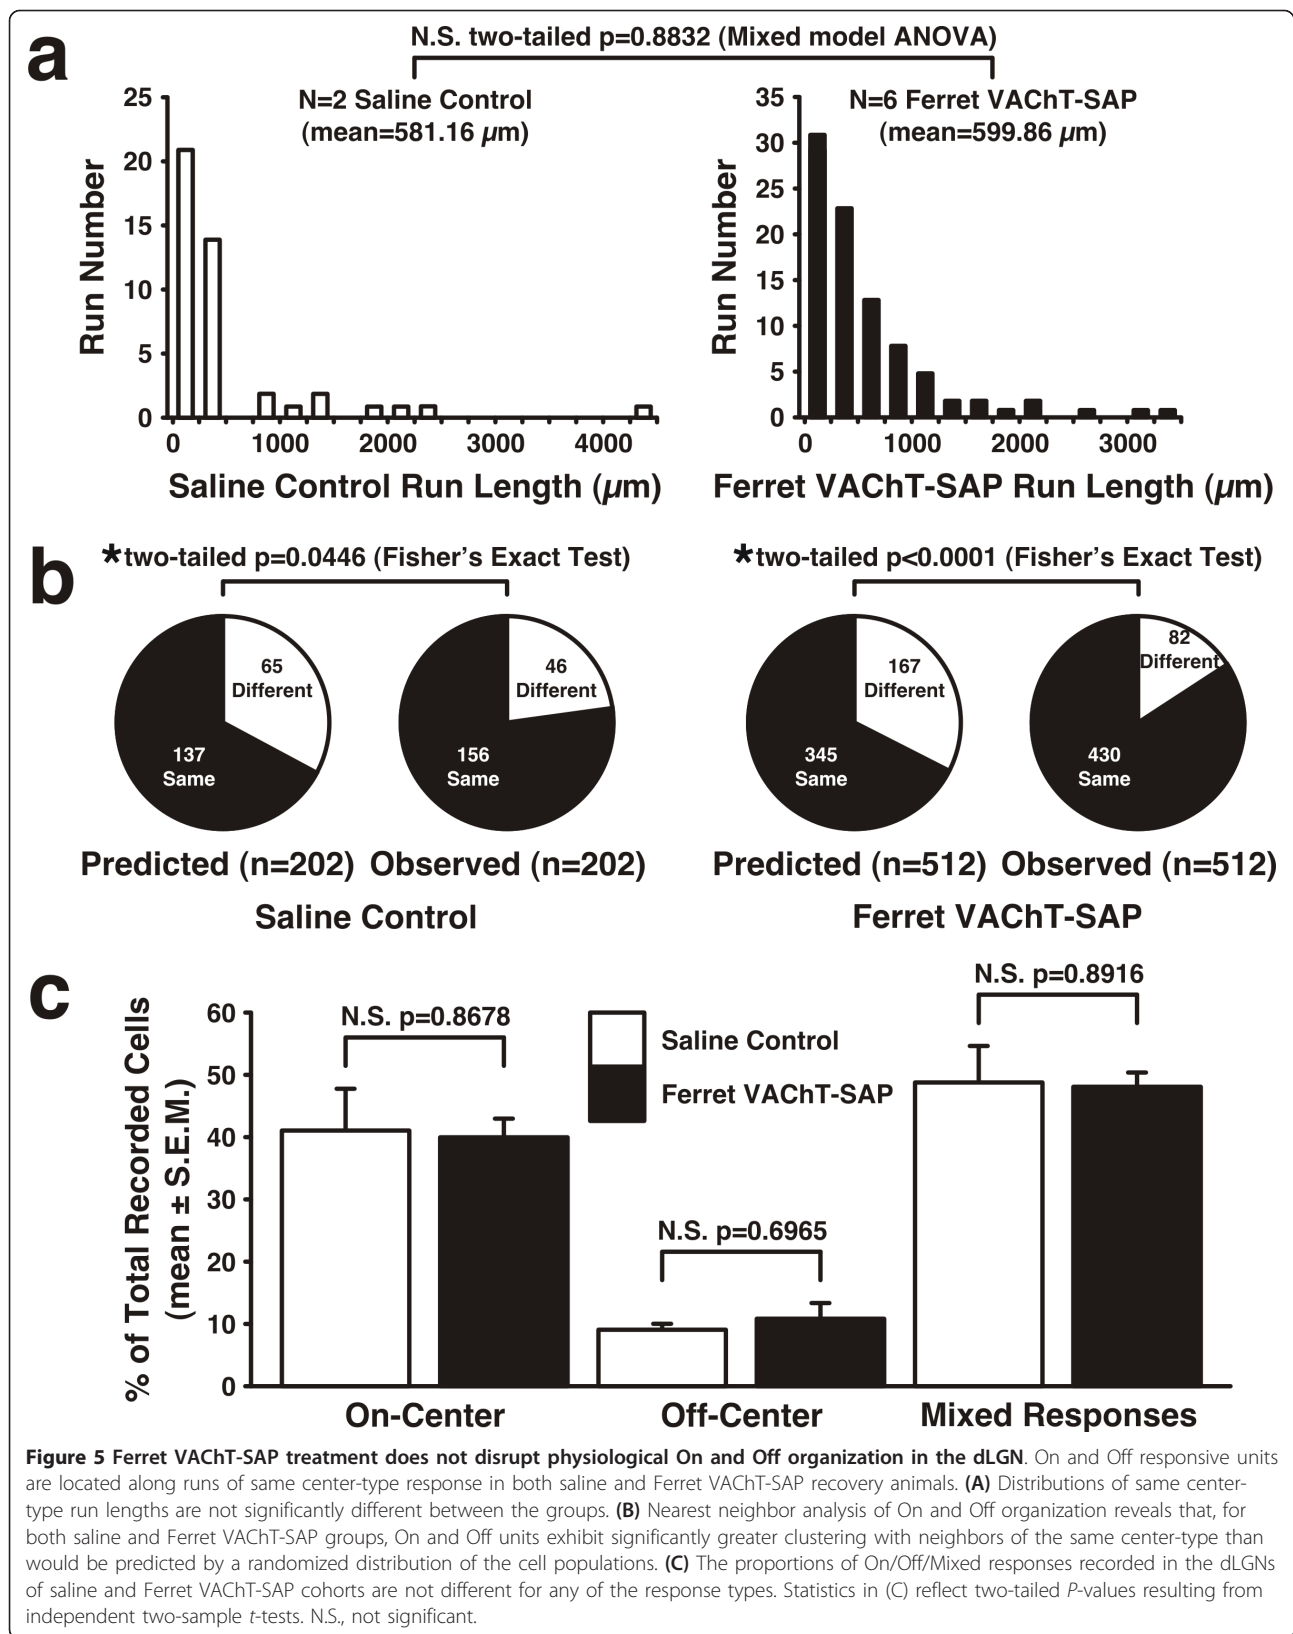 a
N.S. two-tailed p=0.8832 (Mixed model ANOVA)
N=2 Saline Control
(mean=581.16 µm)
Run Number
25
20
15
10
5
0
0 1000 2000 3000 4000
Saline Control Run Length (µm)
N=6 Ferret VAChT-SAP
(mean=599.86 µm)
Run Number
35
30
25
20
15
10
5
0
0 1000 2000 3000
Ferret VAChT-SAP Run Length (µm)
b
*two-tailed p=0.0446 (Fisher's Exact Test)
65
Different
137
Same
46
Different
156
Same
Predicted (n=202) Observed (n=202)
Saline Control
*two-tailed p<0.0001 (Fisher's Exact Test)
167
Different
345
Same
82
Different
430
Same
Predicted (n=512) Observed (n=512)
Ferret VAChT-SAP
c
% of Total Recorded Cells
(mean ± S.E.M.)
60
50
40
30
20
10
0
N.S. p=0.8678
Saline Control
Ferret VAChT-SAP
N.S. p=0.6965
N.S. p=0.8916
On-Center Off-Center Mixed Responses
Figure 5 Ferret VAChT-SAP treatment does not disrupt physiological On and Off organization in the dLGN. On and Off responsive units
are located along runs of same center-type response in both saline and Ferret VAChT-SAP recovery animals. (A) Distributions of same center-
type run lengths are not significantly different between the groups. (B) Nearest neighbor analysis of On and Off organization reveals that, for
both saline and Ferret VAChT-SAP groups, On and Off units exhibit significantly greater clustering with neighbors of the same center-type than
would be predicted by a randomized distribution of the cell populations. (C) The proportions of On/Off/Mixed responses recorded in the dLGNs
of saline and Ferret VAChT-SAP cohorts are not different for any of the response types. Statistics in (C) reflect two-tailed P-values resulting from
independent two-sample t-tests. N.S., not significant.